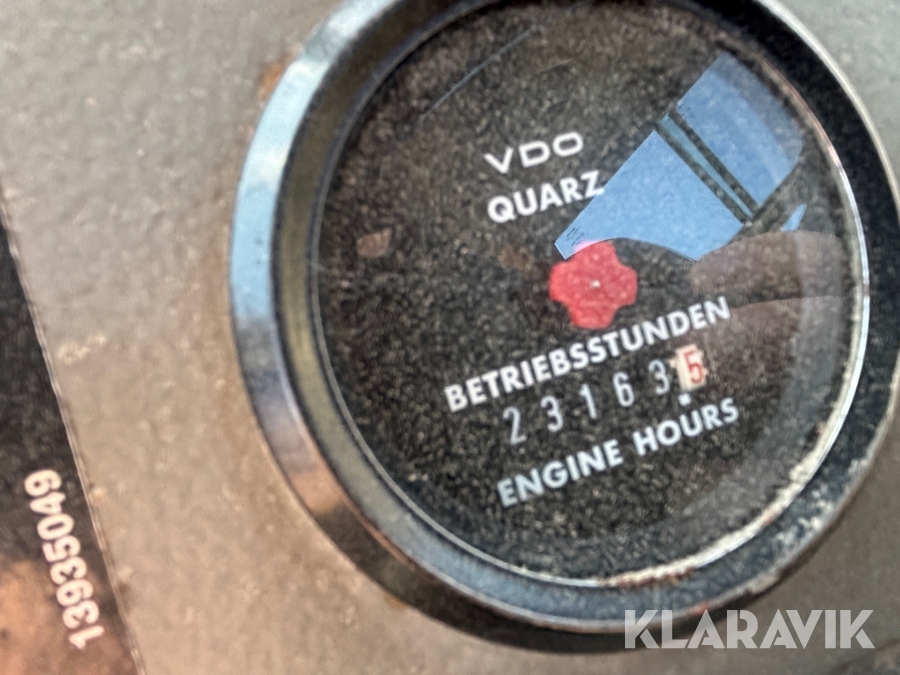 VDO
QUARZ
BETRIEBSSTUNDEN
231635
ENGINE HOURS
13935049
KLARAVIK